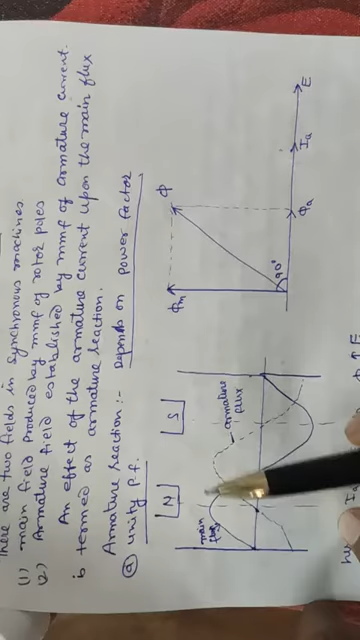 There are two fields in synchronous machines
(1) main field produced by mmf of rotor poles
(2) Armature field established by mmf of armature current.
An effect of the armature current upon the main flux
is termed as armature reaction.
Armature reaction :- Depends on power factor
(a) unity P.f.
N
S
main flux
armature flux
Φm
Φ
90°
Φa
Ia
E